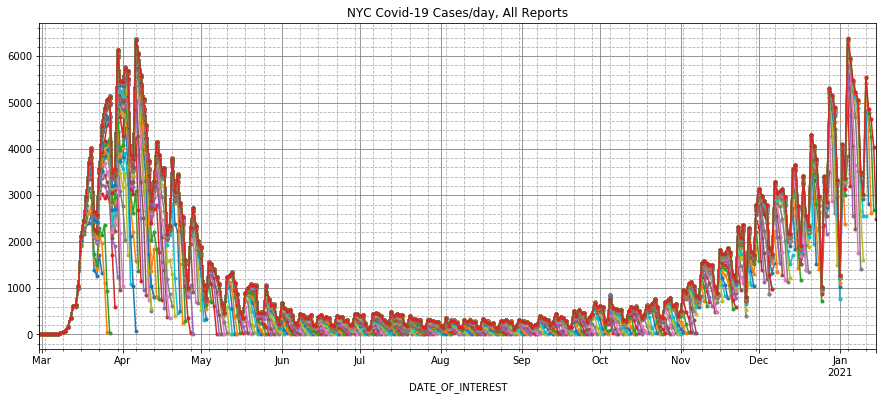 NYC Covid-19 Cases/day, All Reports
6000
5000
4000
3000
2000
1000
0
Mar Apr May Jun Jul Aug Sep Oct Nov Dec Jan
2021
DATE_OF_INTEREST